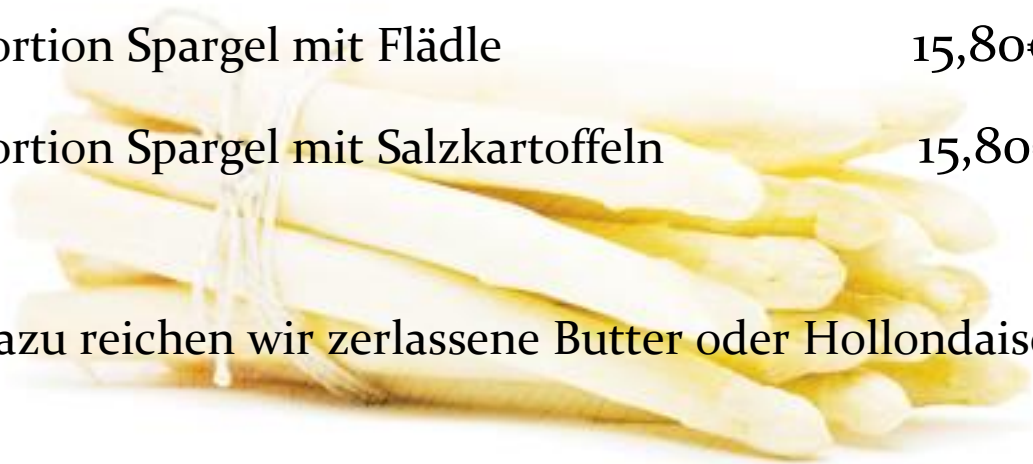 ortion Spargel mit Flädle 15,80€
ortion Spargel mit Salzkartoffeln 15,80
azu reichen wir zerlassene Butter oder Hollondaise